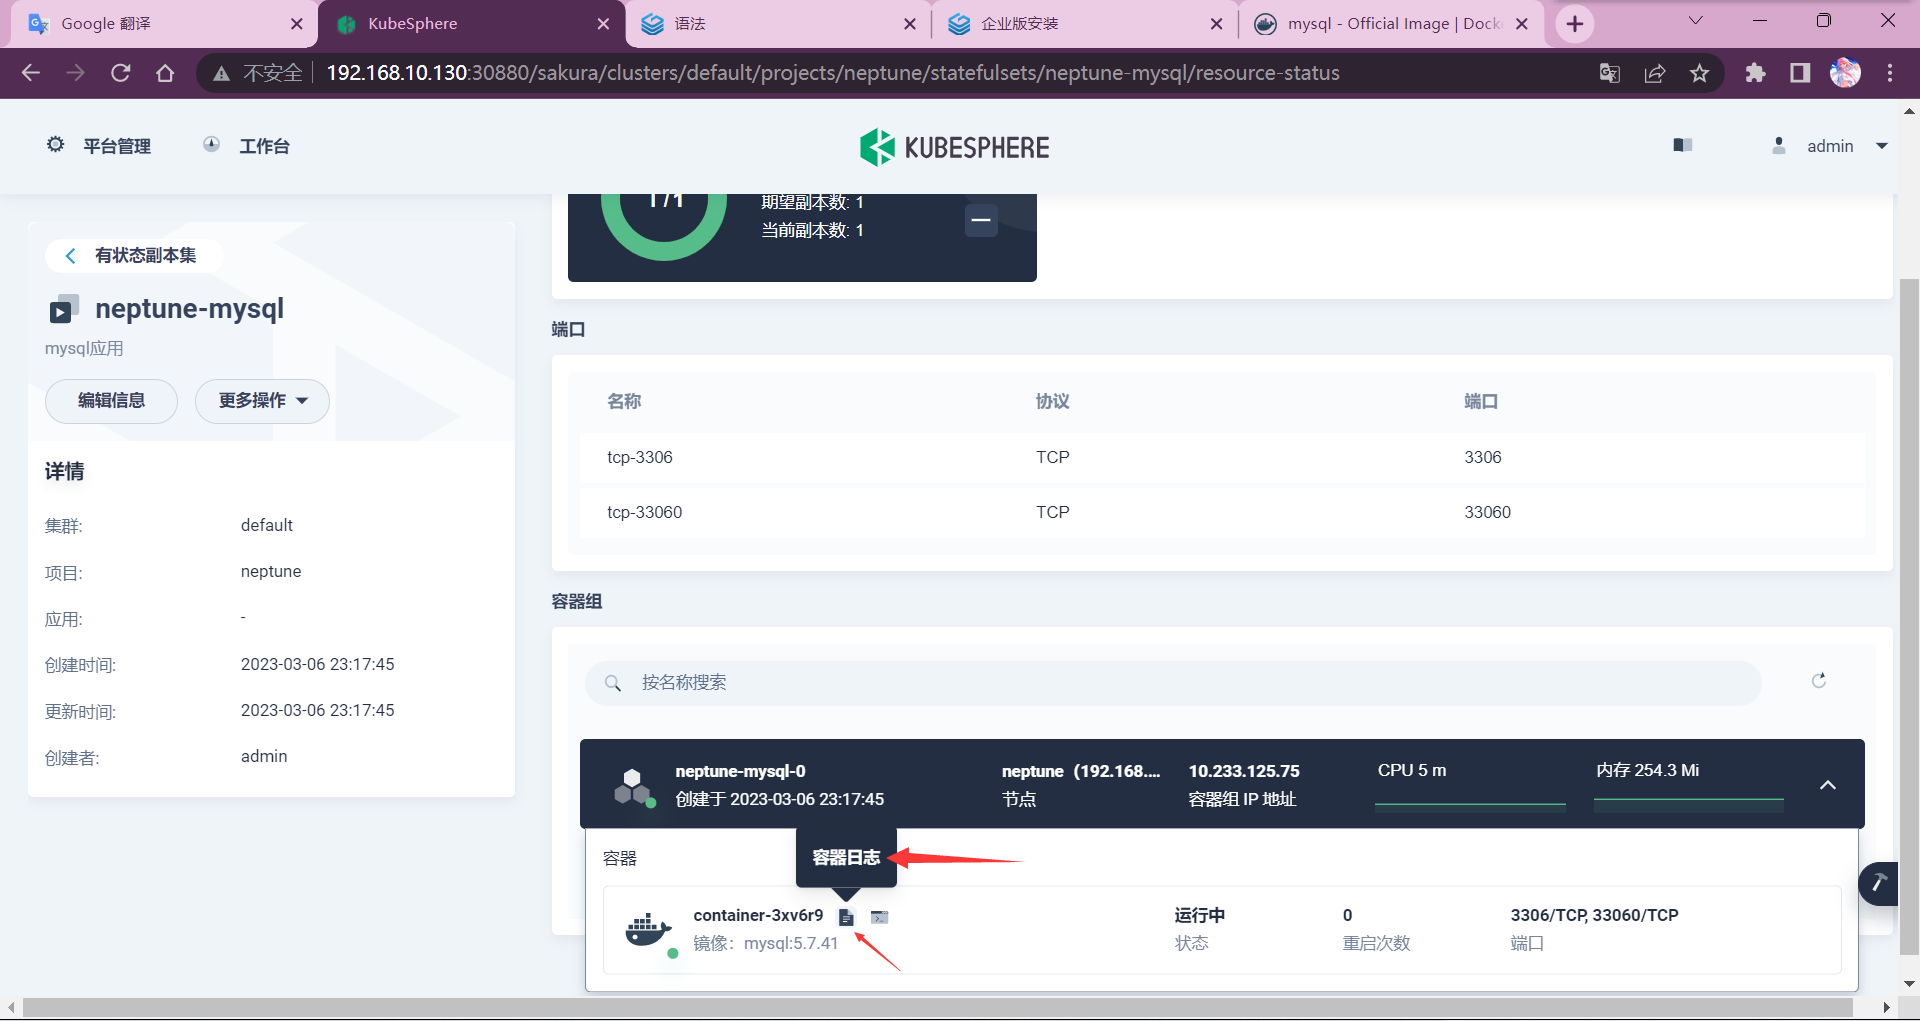 Google 翻译
KubeSphere
语法
企业版安装
mysql - Official Image | Dock
不安全
192.168.10.130:30880/sakura/clusters/default/projects/neptune/statefulsets/neptune-mysql/resource-status
平台管理
工作台
KUBESPHERE
admin
有状态副本集
neptune-mysql
mysql应用
编辑信息
更多操作
详情
集群: default
项目: neptune
应用: -
创建时间: 2023-03-06 23:17:45
更新时间: 2023-03-06 23:17:45
创建者: admin
1/1
期望副本数: 1
当前副本数: 1
端口
名称 协议 端口
tcp-3306 TCP 3306
tcp-33060 TCP 33060
容器组
按名称搜索
neptune-mysql-0 neptune（192.168.... 10.233.125.75 CPU 5 m 内存 254.3 Mi
创建于 2023-03-06 23:17:45 节点 容器组 IP 地址
容器
容器日志
container-3xv6r9 运行中 0 3306/TCP, 33060/TCP
镜像：mysql:5.7.41 状态 重启次数 端口